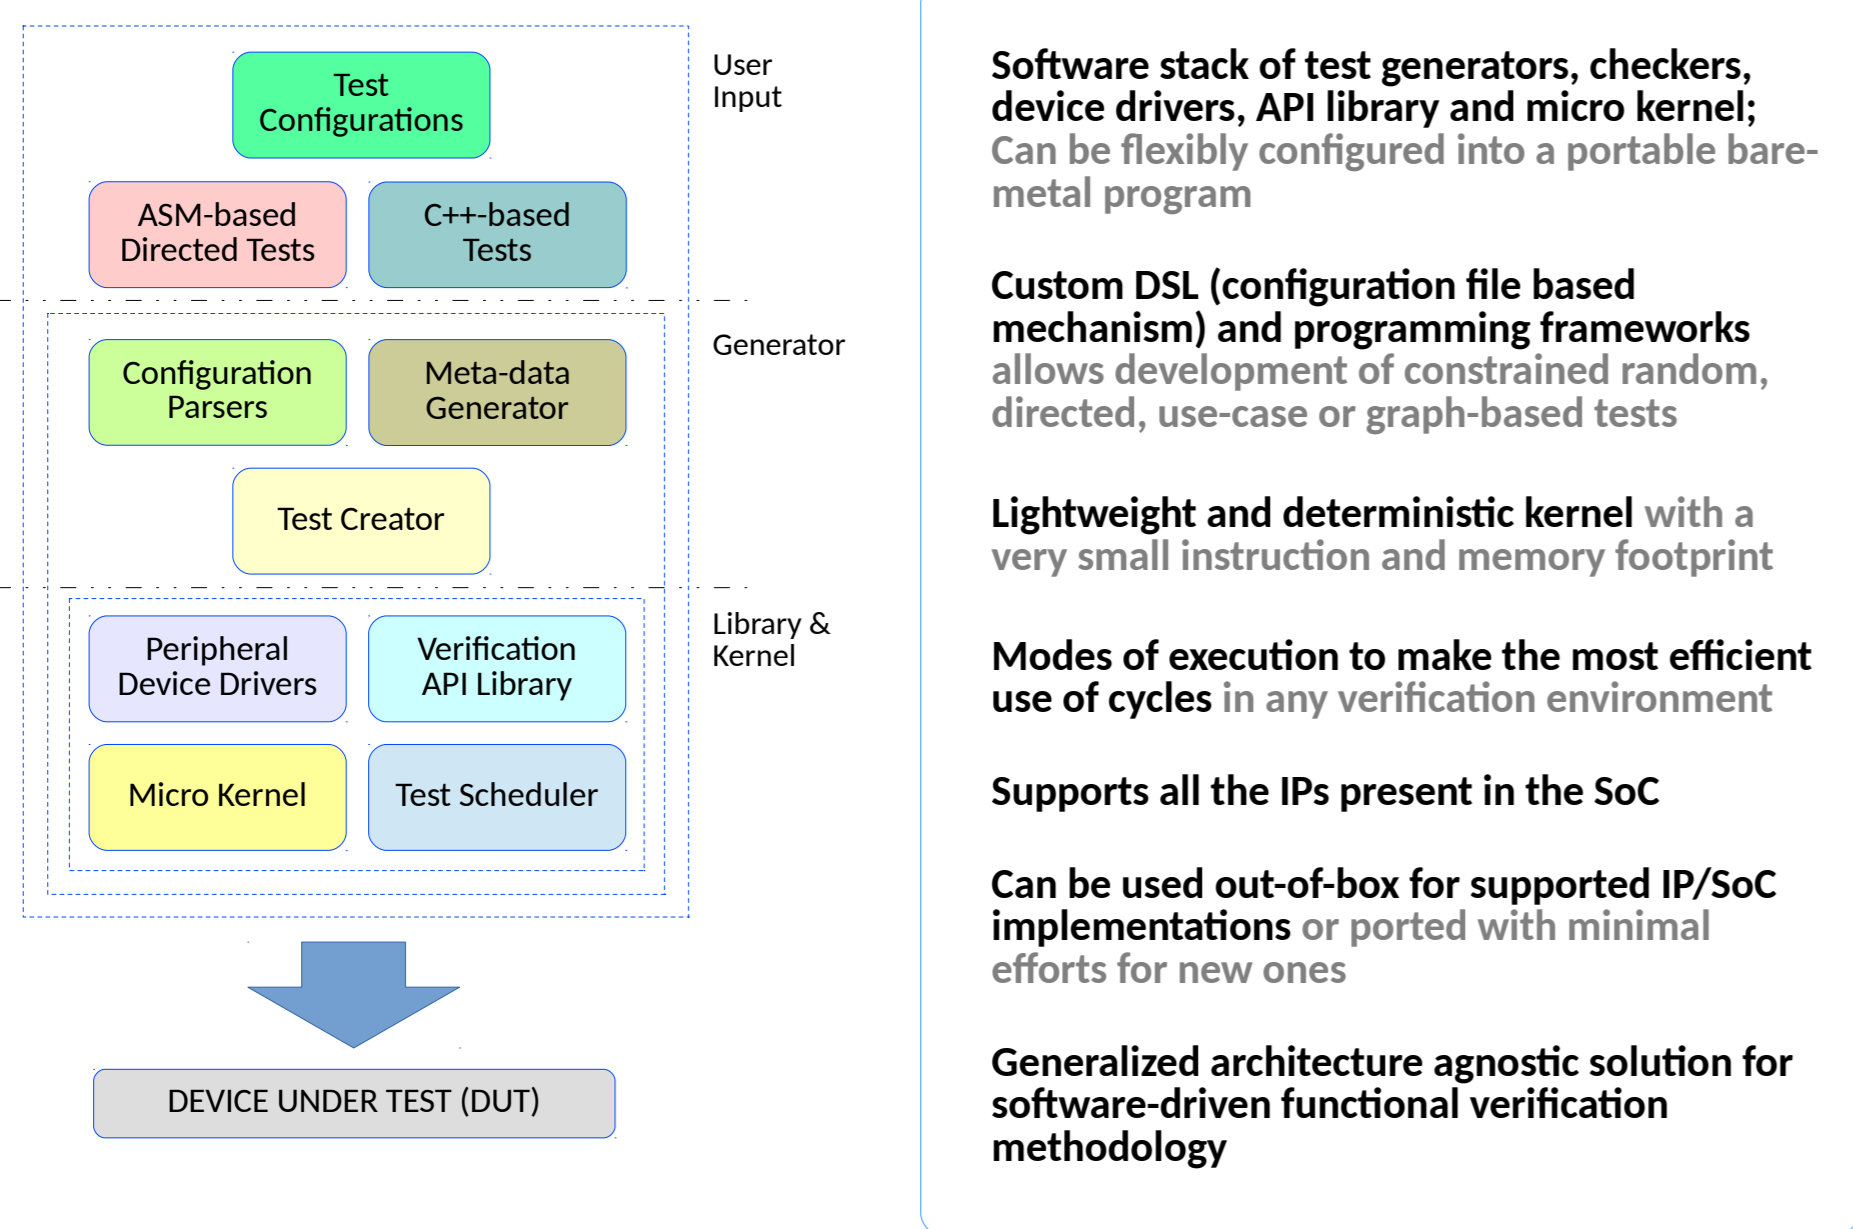 Test
Configurations
User
Input
ASM-based
Directed Tests
C++-based
Tests
Generator
Configuration
Parsers
Meta-data
Generator
Test Creator
Library &
Kernel
Peripheral
Device Drivers
Verification
API Library
Micro Kernel
Test Scheduler
DEVICE UNDER TEST (DUT)
Software stack of test generators, checkers,
device drivers, API library and micro kernel;
Can be flexibly configured into a portable bare-
metal program
Custom DSL (configuration file based
mechanism) and programming frameworks
allows development of constrained random,
directed, use-case or graph-based tests
Lightweight and deterministic kernel with a
very small instruction and memory footprint
Modes of execution to make the most efficient
use of cycles in any verification environment
Supports all the IPs present in the SoC
Can be used out-of-box for supported IP/SoC
implementations or ported with minimal
efforts for new ones
Generalized architecture agnostic solution for
software-driven functional verification
methodology